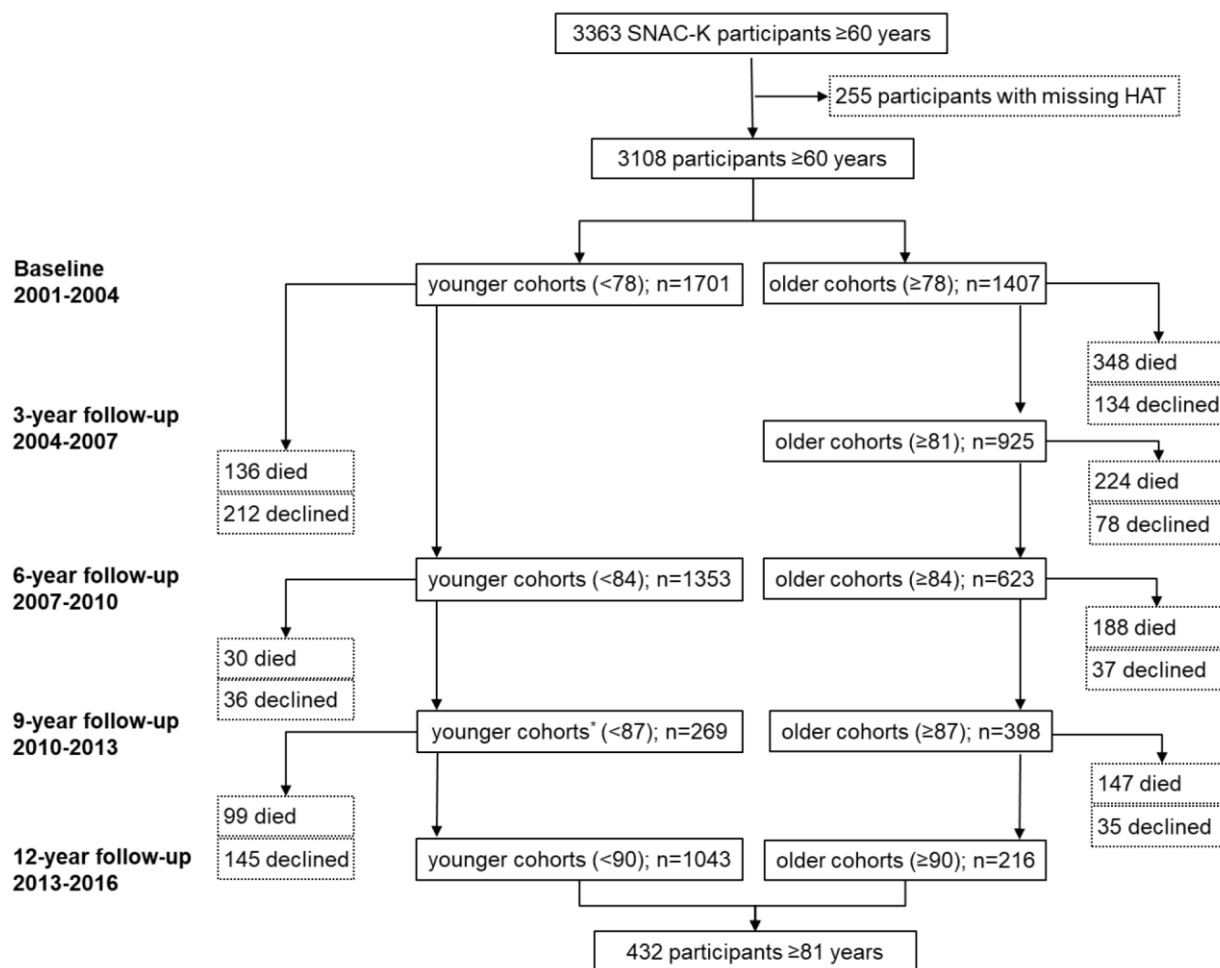 3363 SNAC-K participants ≥60 years
255 participants with missing HAT
3108 participants ≥60 years
Baseline
2001-2004
younger cohorts (<78); n=1701
older cohorts (≥78); n=1407
348 died
134 declined
3-year follow-up
2004-2007
older cohorts (≥81); n=925
136 died
212 declined
224 died
78 declined
6-year follow-up
2007-2010
younger cohorts (<84); n=1353
older cohorts (≥84); n=623
30 died
36 declined
188 died
37 declined
9-year follow-up
2010-2013
younger cohorts* (<87); n=269
older cohorts (≥87); n=398
99 died
145 declined
147 died
35 declined
12-year follow-up
2013-2016
younger cohorts (<90); n=1043
older cohorts (≥90); n=216
432 participants ≥81 years